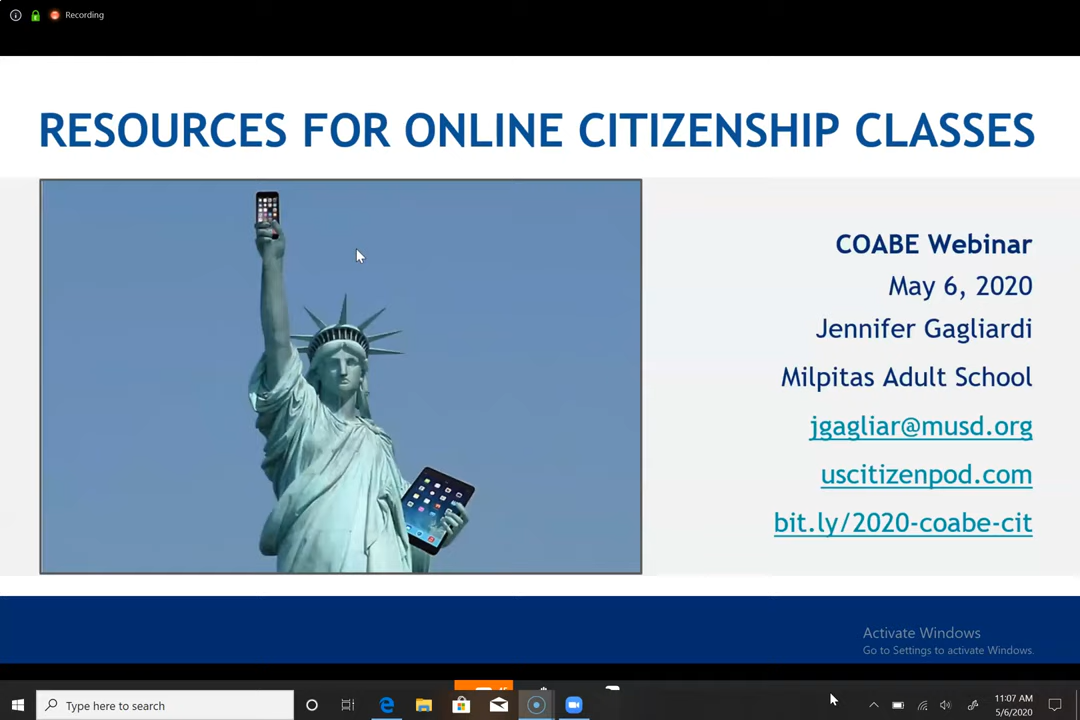 Recording
RESOURCES FOR ONLINE CITIZENSHIP CLASSES
COABE Webinar
May 6, 2020
Jennifer Gagliardi
Milpitas Adult School
jgagliar@musd.org
uscitizenpod.com
bit.ly/2020-coabe-cit
Activate Windows
Go to Settings to activate Windows.
Type here to search
11:07 AM
5/6/2020